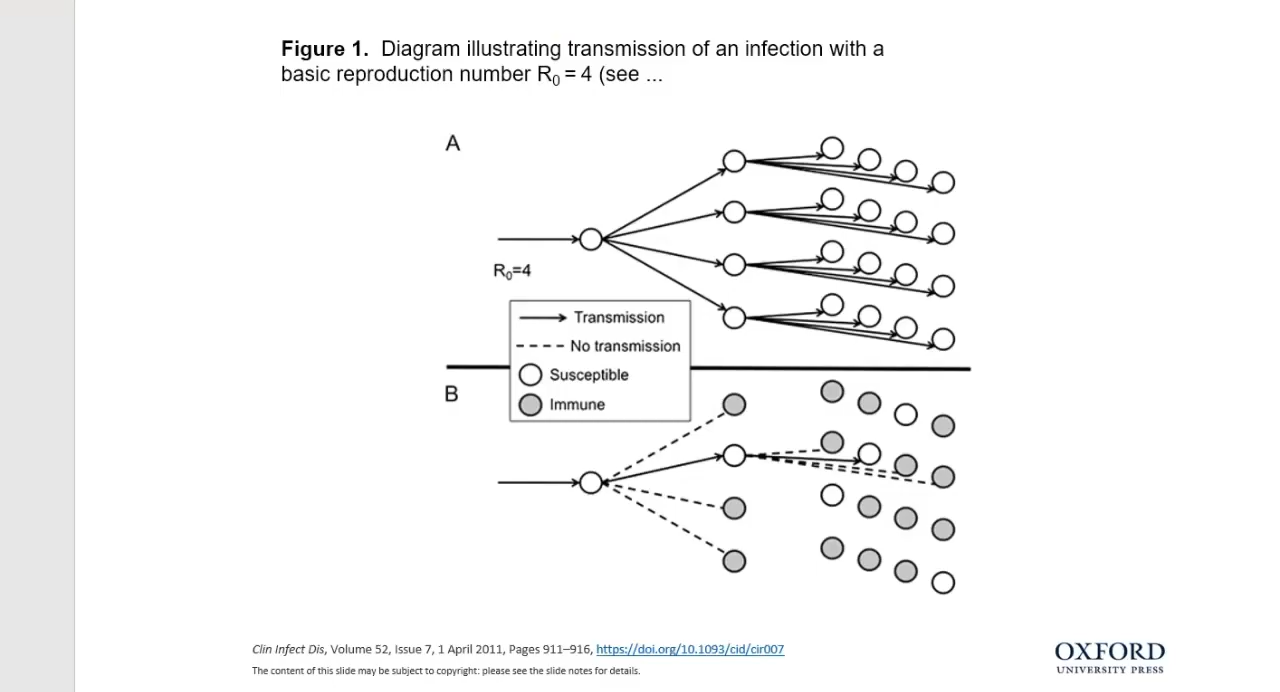 Figure 1. Diagram illustrating transmission of an infection with a
basic reproduction number R₀ = 4 (see ...
A
R₀=4
Transmission
No transmission
Susceptible
Immune
B
Clin Infect Dis, Volume 52, Issue 7, 1 April 2011, Pages 911–916, https://doi.org/10.1093/cid/cir007
The content of this slide may be subject to copyright: please see the slide notes for details.
OXFORD
UNIVERSITY PRESS